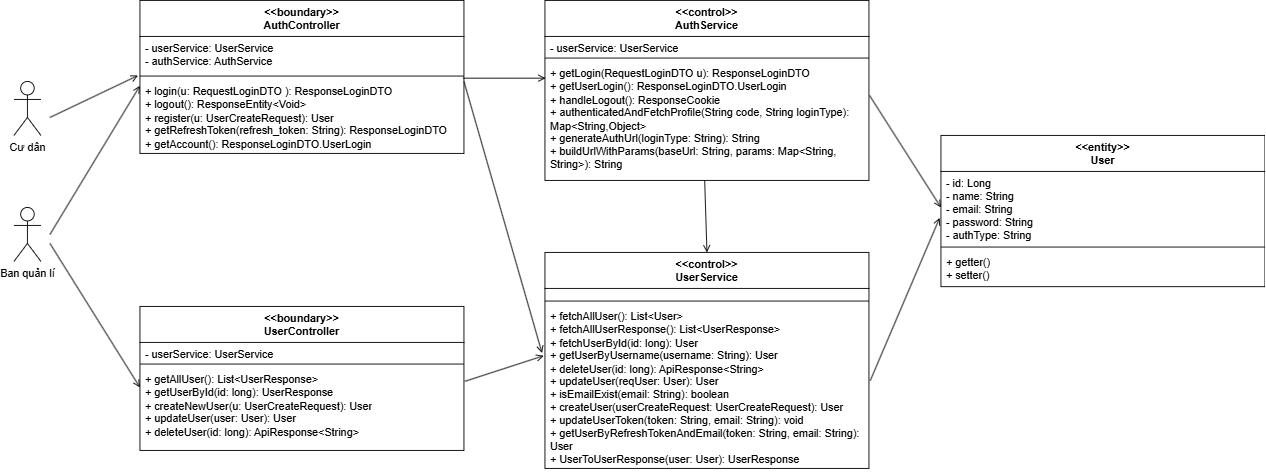 Cư dân
Ban quản lí
<<boundary>>
AuthController
- userService: UserService
- authService: AuthService
+ login(u: RequestLoginDTO ): ResponseLoginDTO
+ logout(): ResponseEntity<Void>
+ register(u: UserCreateRequest): User
+ getRefreshToken(refresh_token: String): ResponseLoginDTO
+ getAccount(): ResponseLoginDTO.UserLogin
<<control>>
AuthService
- userService: UserService
+ getLogin(RequestLoginDTO u): ResponseLoginDTO
+ getUserLogin(): ResponseLoginDTO.UserLogin
+ handleLogout(): ResponseCookie
+ authenticatedAndFetchProfile(String code, String loginType):
Map<String,Object>
+ generateAuthUrl(loginType: String): String
+ buildUrlWithParams(baseUrl: String, params: Map<String,
String>): String
<<entity>>
User
- id: Long
- name: String
- email: String
- password: String
- authType: String
+ getter()
+ setter()
<<boundary>>
UserController
- userService: UserService
+ getAllUser(): List<UserResponse>
+ getUserById(id: long): UserResponse
+ createNewUser(u: UserCreateRequest): User
+ updateUser(user: User): User
+ deleteUser(id: long): ApiResponse<String>
<<control>>
UserService
+ fetchAllUser(): List<User>
+ fetchAllUserResponse(): List<UserResponse>
+ fetchUserById(id: long): User
+ getUserByUsername(username: String): User
+ deleteUser(id: long): ApiResponse<String>
+ updateUser(reqUser: User): User
+ isEmailExist(email: String): boolean
+ createUser(userCreateRequest: UserCreateRequest): User
+ updateUserToken(token: String, email: String): void
+ getUserByRefreshTokenAndEmail(token: String, email: String):
User
+ UserToUserResponse(user: User): UserResponse